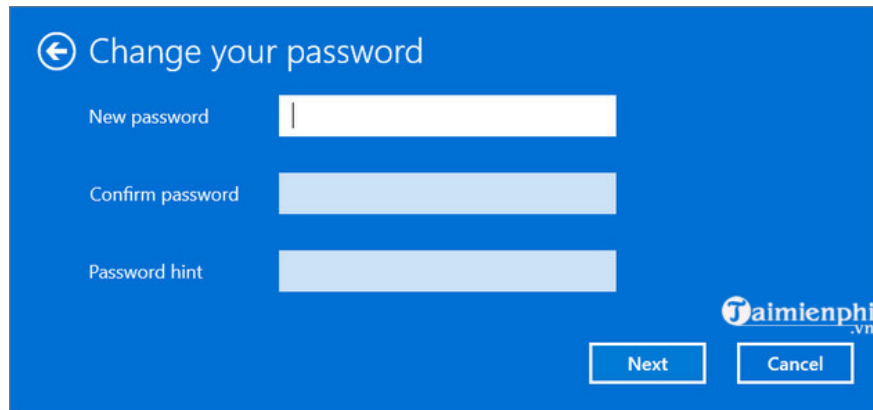 Change your password
New password
Confirm password
Password hint
Taimienphi
.vn
Next
Cancel